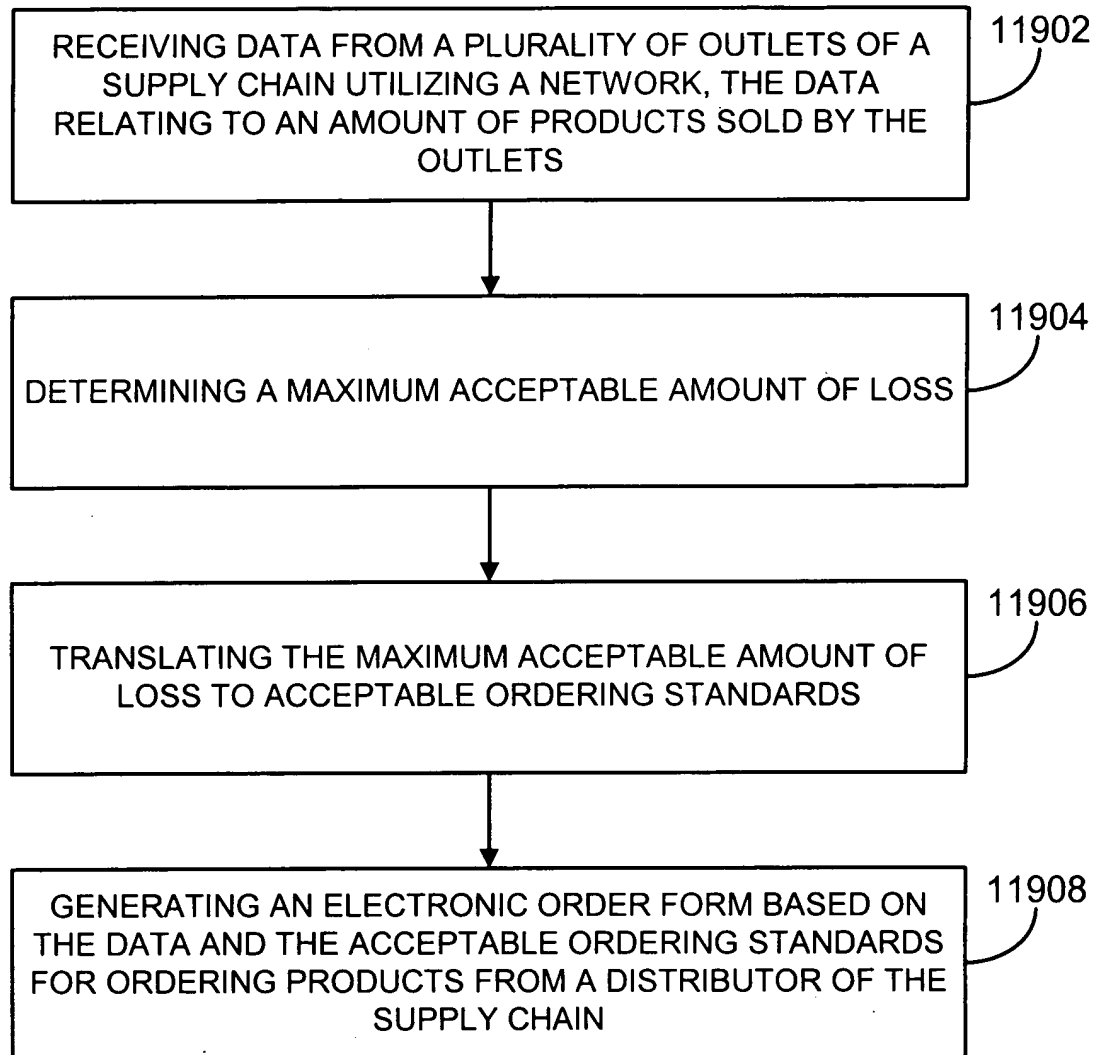 RECEIVING DATA FROM A PLURALITY OF OUTLETS OF A
SUPPLY CHAIN UTILIZING A NETWORK, THE DATA
RELATING TO AN AMOUNT OF PRODUCTS SOLD BY THE
OUTLETS
11902
DETERMINING A MAXIMUM ACCEPTABLE AMOUNT OF LOSS
11904
TRANSLATING THE MAXIMUM ACCEPTABLE AMOUNT OF
LOSS TO ACCEPTABLE ORDERING STANDARDS
11906
GENERATING AN ELECTRONIC ORDER FORM BASED ON
THE DATA AND THE ACCEPTABLE ORDERING STANDARDS
FOR ORDERING PRODUCTS FROM A DISTRIBUTOR OF THE
SUPPLY CHAIN
11908